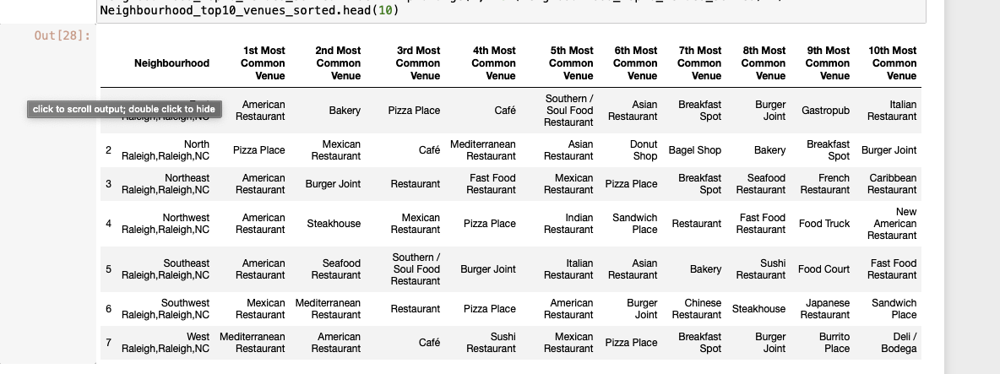 Neighbourhood_top10_venues_sorted.head(10)
Out[28]:
Neighbourhood 1st Most Common Venue 2nd Most Common Venue 3rd Most Common Venue 4th Most Common Venue 5th Most Common Venue 6th Most Common Venue 7th Most Common Venue 8th Most Common Venue 9th Most Common Venue 10th Most Common Venue
click to scroll output; double click to hide
Raleigh,Raleigh,NC American Restaurant Bakery Pizza Place Café Southern / Soul Food Restaurant Asian Restaurant Breakfast Spot Burger Joint Gastropub Italian Restaurant
2 North Raleigh,Raleigh,NC Pizza Place Mexican Restaurant Café Mediterranean Restaurant Asian Restaurant Donut Shop Bagel Shop Bakery Breakfast Spot Burger Joint
3 Northeast Raleigh,Raleigh,NC American Restaurant Burger Joint Restaurant Fast Food Restaurant Mexican Restaurant Pizza Place Breakfast Spot Seafood Restaurant French Restaurant Caribbean Restaurant
4 Northwest Raleigh,Raleigh,NC American Restaurant Steakhouse Mexican Restaurant Pizza Place Indian Restaurant Sandwich Place Restaurant Fast Food Restaurant Food Truck New American Restaurant
5 Southeast Raleigh,Raleigh,NC American Restaurant Seafood Restaurant Southern / Soul Food Restaurant Burger Joint Italian Restaurant Asian Restaurant Bakery Sushi Restaurant Food Court Fast Food Restaurant
6 Southwest Raleigh,Raleigh,NC Mexican Restaurant Mediterranean Restaurant Restaurant Pizza Place American Restaurant Burger Joint Chinese Restaurant Steakhouse Japanese Restaurant Sandwich Place
7 West Raleigh,Raleigh,NC Mediterranean Restaurant American Restaurant Café Sushi Restaurant Mexican Restaurant Pizza Place Breakfast Spot Burger Joint Burrito Place Deli / Bodega